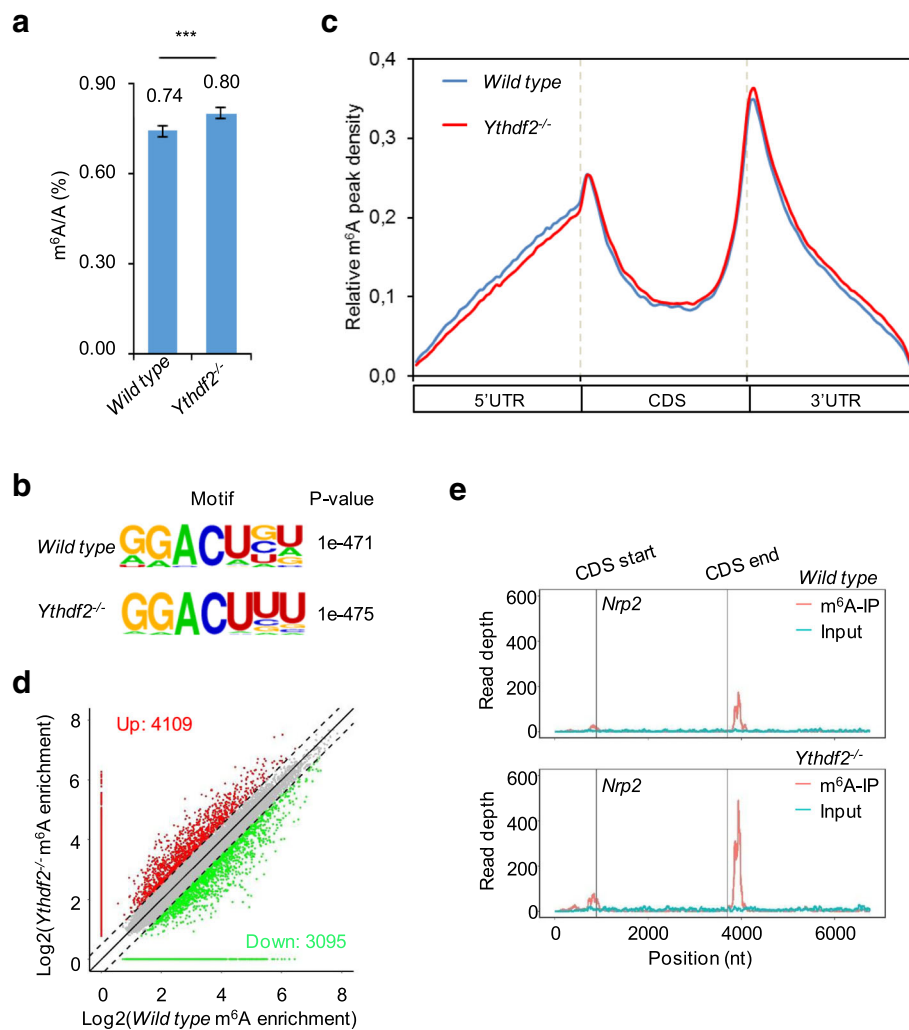 a
***
0.90
0.74
0.80
0.60
0.30
0.00
m⁶A/A (%)
Wild type
Ythdf2-/-
c
0,4
0,3
0,2
0,1
0,0
Relative m⁶A peak density
Wild type
Ythdf2-/-
5'UTR
CDS
3'UTR
b
Motif
P-value
Wild type
GGACUGU
1e-471
Ythdf2-/-
GGACUUU
1e-475
d
Up: 4109
Down: 3095
8
6
4
2
0
Log2(Ythdf2-/- m⁶A enrichment)
0 2 4 6 8
Log2(Wild type m⁶A enrichment)
e
CDS start
CDS end
Wild type
Nrp2
m⁶A-IP
Input
600
400
200
0
Read depth
Ythdf2-/-
Nrp2
m⁶A-IP
Input
600
400
200
0
Read depth
0 2000 4000 6000
Position (nt)